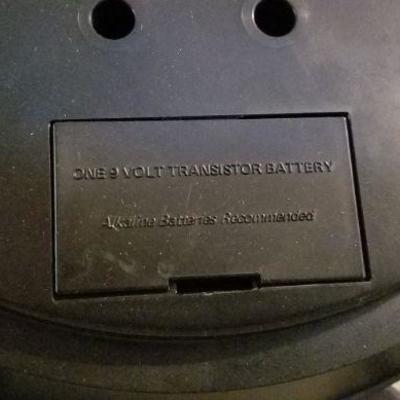 ONE 9 VOLT TRANSISTOR BATTERY
Alkaline Batteries Recommended